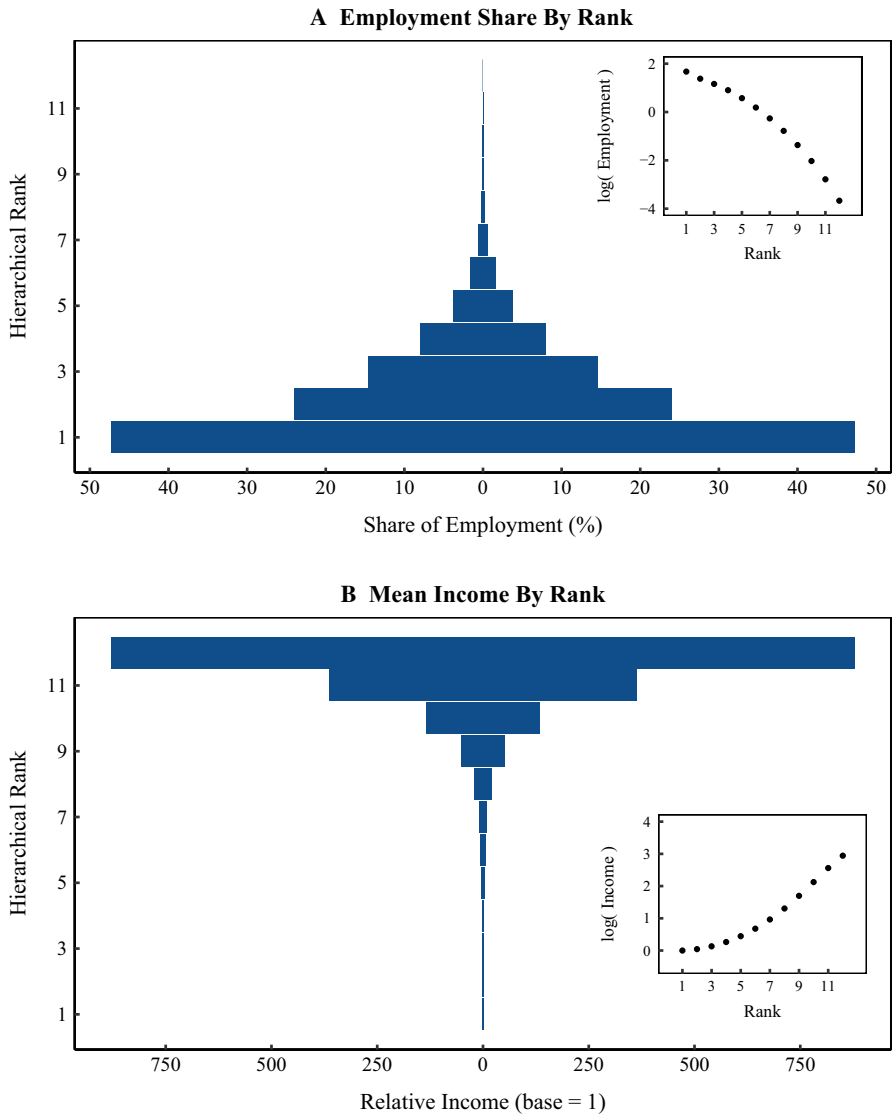 A Employment Share By Rank
Hierarchical Rank
11
9
7
5
3
1
50 40 30 20 10 0 10 20 30 40 50
Share of Employment (%)
log( Employment )
2
0
−2
−4
1 3 5 7 9 11
Rank
B Mean Income By Rank
Hierarchical Rank
11
9
7
5
3
1
750 500 250 0 250 500 750
Relative Income (base = 1)
log( Income )
4
3
2
1
0
1 3 5 7 9 11
Rank